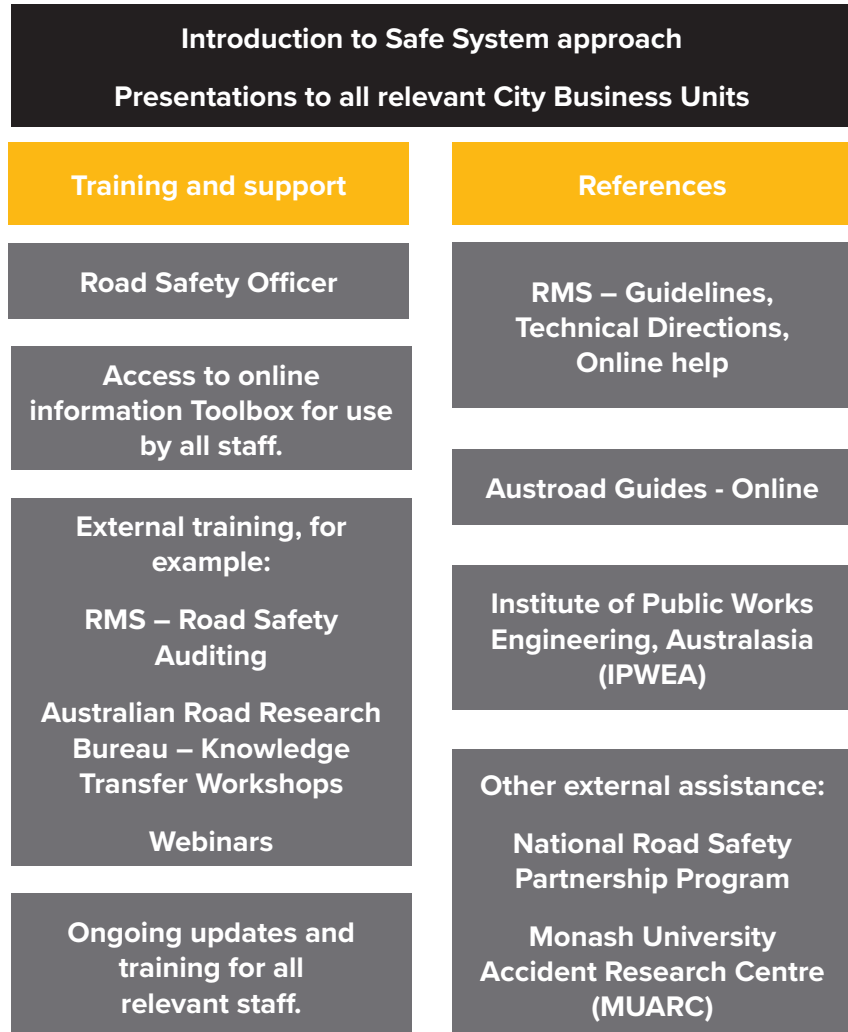 Introduction to Safe System approach
Presentations to all relevant City Business Units
Training and support
Road Safety Officer
Access to online
information Toolbox for use
by all staff.
External training, for
example:
RMS – Road Safety
Auditing
Australian Road Research
Bureau – Knowledge
Transfer Workshops
Webinars
Ongoing updates and
training for all
relevant staff.
References
RMS – Guidelines,
Technical Directions,
Online help
Austroad Guides - Online
Institute of Public Works
Engineering, Australasia
(IPWEA)
Other external assistance:
National Road Safety
Partnership Program
Monash University
Accident Research Centre
(MUARC)